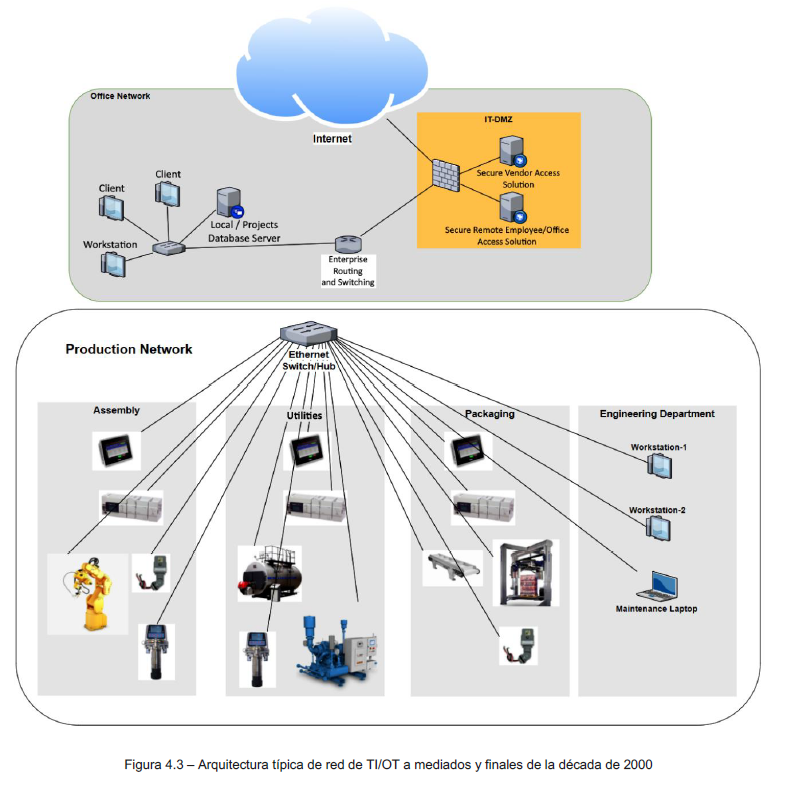 Office Network
Internet
IT-DMZ
Secure Vendor Access
Solution
Secure Remote Employee/Office
Access Solution
Client
Client
Workstation
Local / Projects
Database Server
Enterprise
Routing
and Switching
Production Network
Ethernet
Switch/Hub
Assembly
Utilities
Packaging
Engineering Department
Workstation-1
Workstation-2
Maintenance Laptop
Figura 4.3 – Arquitectura típica de red de TI/OT a mediados y finales de la década de 2000